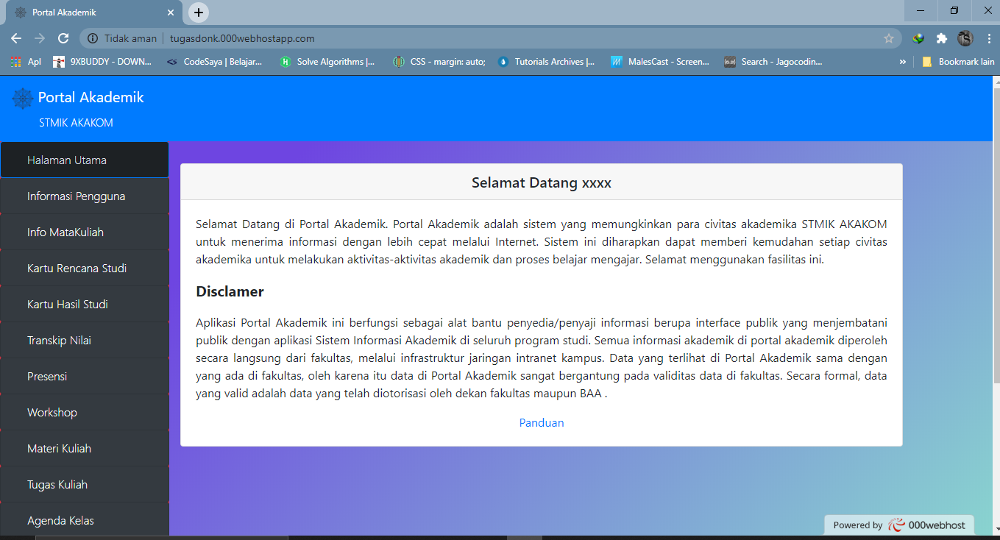 Portal Akademik
Tidak aman | tugasdonk.000webhostapp.com
Apl 9XBUDDY - DOWN... CodeSaya | Belajar... Solve Algorithms |... CSS - margin: auto; Tutorials Archives |... MalesCast - Screen... Search - Jagocodin... » Bookmark lain
Portal Akademik
STMIK AKAKOM
Halaman Utama
Informasi Pengguna
Info MataKuliah
Kartu Rencana Studi
Kartu Hasil Studi
Transkip Nilai
Presensi
Workshop
Materi Kuliah
Tugas Kuliah
Agenda Kelas
Selamat Datang xxxx
Selamat Datang di Portal Akademik. Portal Akademik adalah sistem yang memungkinkan para civitas akademika STMIK AKAKOM
untuk menerima informasi dengan lebih cepat melalui Internet. Sistem ini diharapkan dapat memberi kemudahan setiap civitas
akademika untuk melakukan aktivitas-aktivitas akademik dan proses belajar mengajar. Selamat menggunakan fasilitas ini.
Disclamer
Aplikasi Portal Akademik ini berfungsi sebagai alat bantu penyedia/penyaji informasi berupa interface publik yang menjembatani
publik dengan aplikasi Sistem Informasi Akademik di seluruh program studi. Semua informasi akademik di portal akademik diperoleh
secara langsung dari fakultas, melalui infrastruktur jaringan intranet kampus. Data yang terlihat di Portal Akademik sama dengan
yang ada di fakultas, oleh karena itu data di Portal Akademik sangat bergantung pada validitas data di fakultas. Secara formal, data
yang valid adalah data yang telah diotorisasi oleh dekan fakultas maupun BAA .
Panduan
Powered by 000webhost